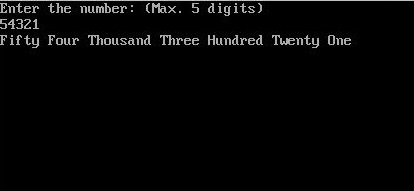 Enter the number: (Max. 5 digits)
54321
Fifty Four Thousand Three Hundred Twenty One